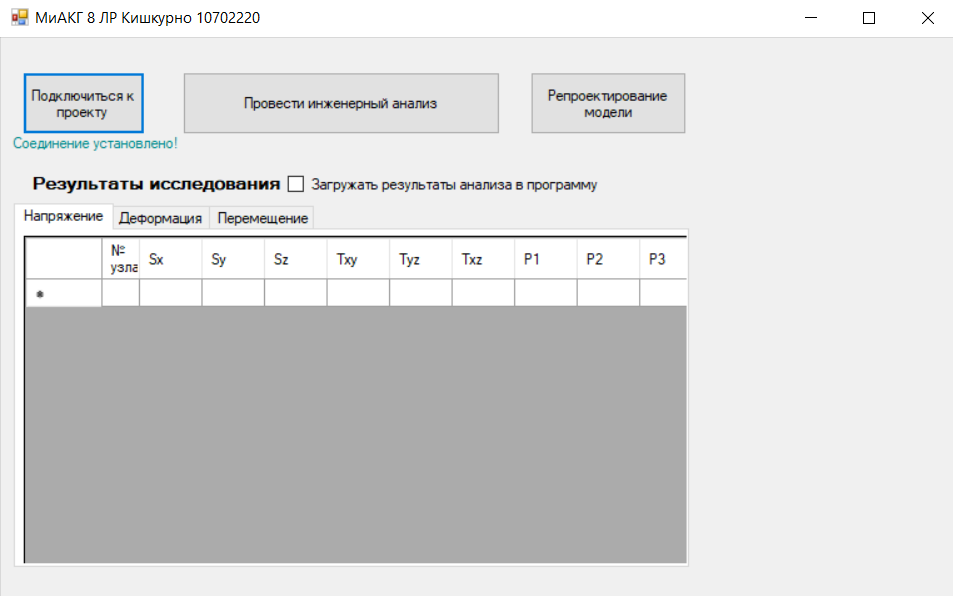 МиАКГ 8 ЛР Кишкурно 10702220
Подключиться к
проекту
Провести инженерный анализ
Репроектирование
модели
Соединение установлено!
Результаты исследования
Загружать результаты анализа в программу
Напряжение
Деформация
Перемещение
№
узла
Sx
Sy
Sz
Txy
Tyz
Txz
P1
P2
P3